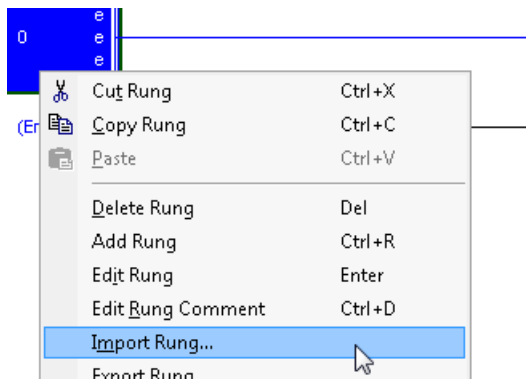 e
0 e
e
Cut Rung Ctrl+X
(Er Copy Rung Ctrl+C
Paste Ctrl+V
Delete Rung Del
Add Rung Ctrl+R
Edit Rung Enter
Edit Rung Comment Ctrl+D
Import Rung...
Export Rung